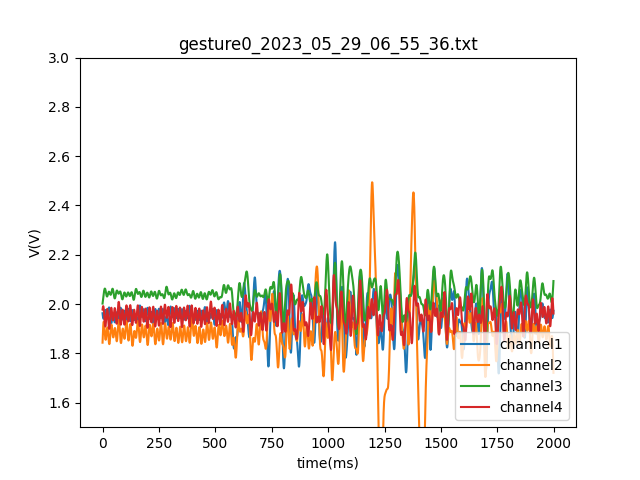 gesture0_2023_05_29_06_55_36.txt
3.0
2.8
2.6
2.4
2.2
2.0
1.8
1.6
V(V)
channel1
channel2
channel3
channel4
0 250 500 750 1000 1250 1500 1750 2000
time(ms)